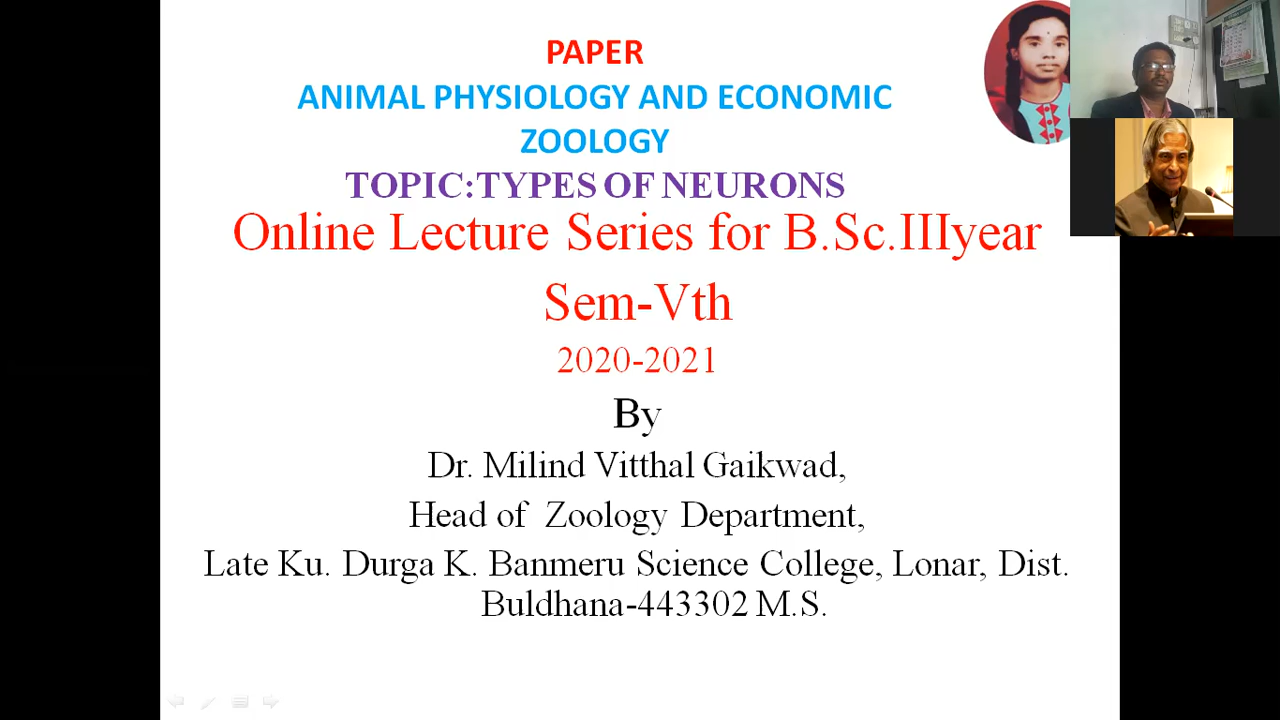 PAPER
ANIMAL PHYSIOLOGY AND ECONOMIC
ZOOLOGY
TOPIC:TYPES OF NEURONS
Online Lecture Series for B.Sc.IIIyear
Sem-Vth
2020-2021
By
Dr. Milind Vitthal Gaikwad,
Head of Zoology Department,
Late Ku. Durga K. Banmeru Science College, Lonar, Dist.
Buldhana-443302 M.S.